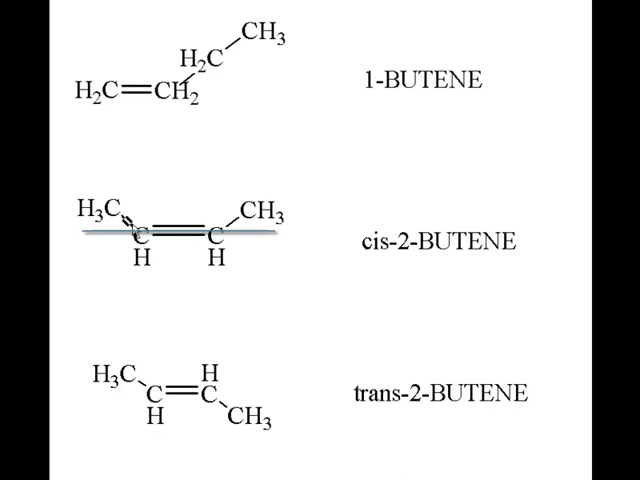 CH₃
H₂C
H₂C=CH₂ 1-BUTENE
H₃C CH₃
C=C cis-2-BUTENE
H H
H₃C H
C=C trans-2-BUTENE
H CH₃